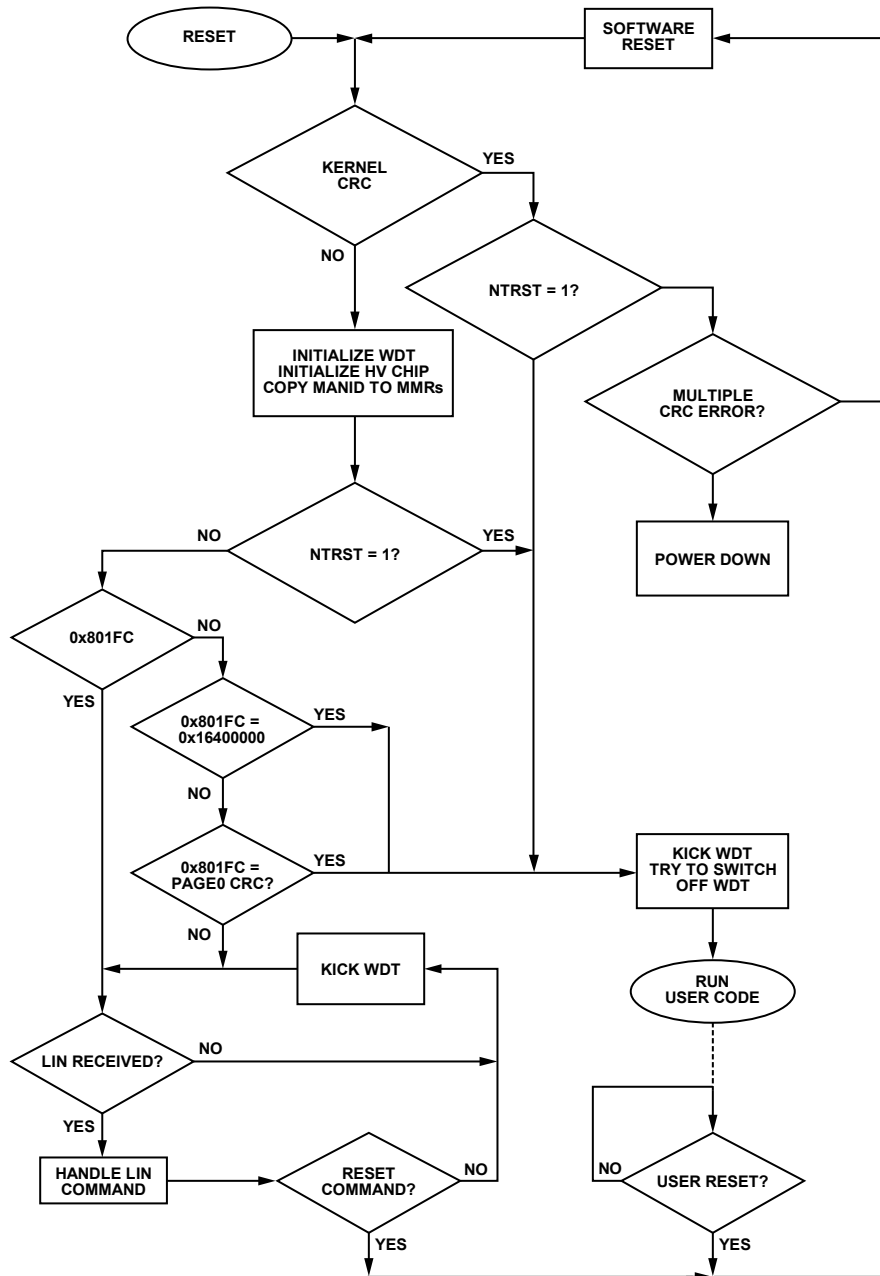 RESET
SOFTWARE
RESET
KERNEL
CRC
YES
NO
NTRST = 1?
INITIALIZE WDT
INITIALIZE HV CHIP
COPY MANID TO MMRs
MULTIPLE
CRC ERROR?
NO
NTRST = 1?
YES
POWER DOWN
0x801FC
NO
YES
0x801FC =
0x16400000
YES
NO
0x801FC =
PAGE0 CRC?
YES
KICK WDT
TRY TO SWITCH
OFF WDT
NO
KICK WDT
RUN
USER CODE
LIN RECEIVED?
NO
YES
HANDLE LIN
COMMAND
RESET
COMMAND?
NO
NO
USER RESET?
YES
YES